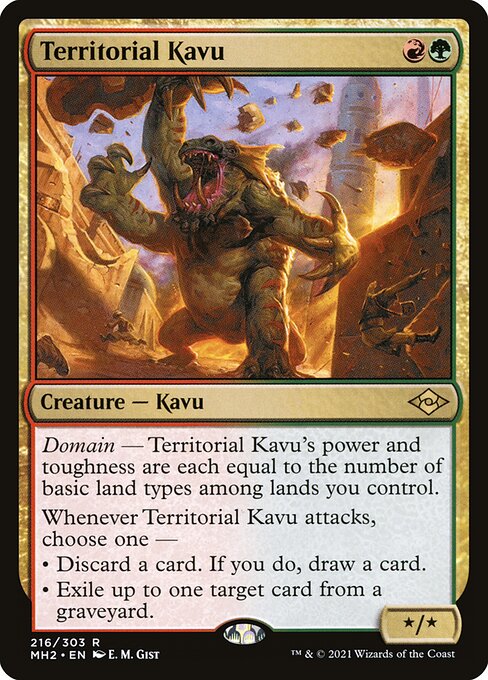 Territorial Kavu
Creature — Kavu
Domain — Territorial Kavu's power and
toughness are each equal to the number of
basic land types among lands you control.
Whenever Territorial Kavu attacks,
choose one —
• Discard a card. If you do, draw a card.
• Exile up to one target card from a
graveyard.
*/*
216/303 R
MH2 • EN E. M. Gist
™ & © 2021 Wizards of the Coast